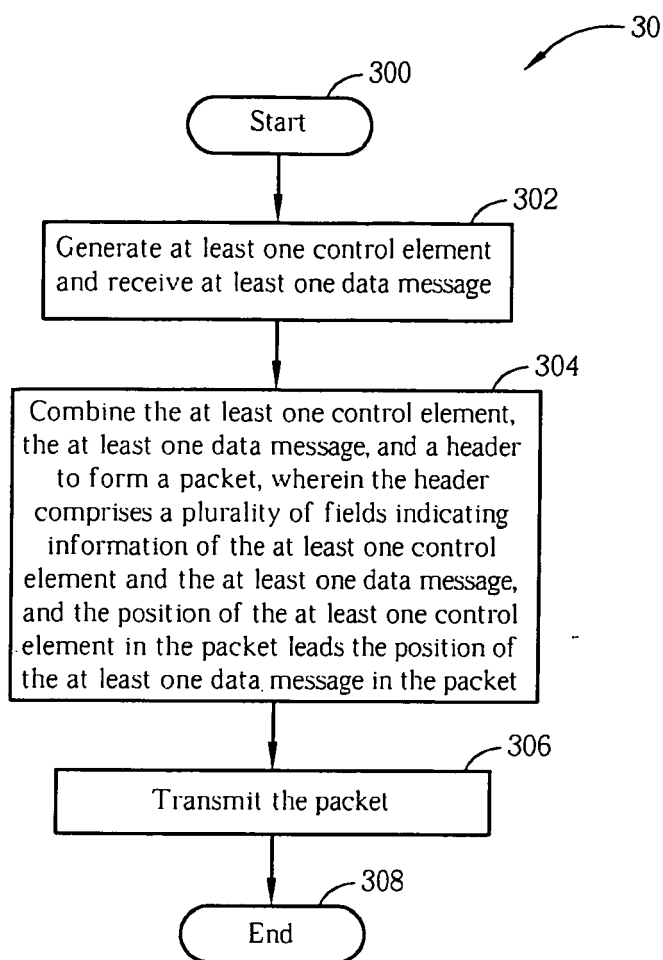 30
300
Start
302
Generate at least one control element
and receive at least one data message
304
Combine the at least one control element,
the at least one data message, and a header
to form a packet, wherein the header
comprises a plurality of fields indicating
information of the at least one control
element and the at least one data message,
and the position of the at least one control
element in the packet leads the position of
the at least one data message in the packet
306
Transmit the packet
308
End